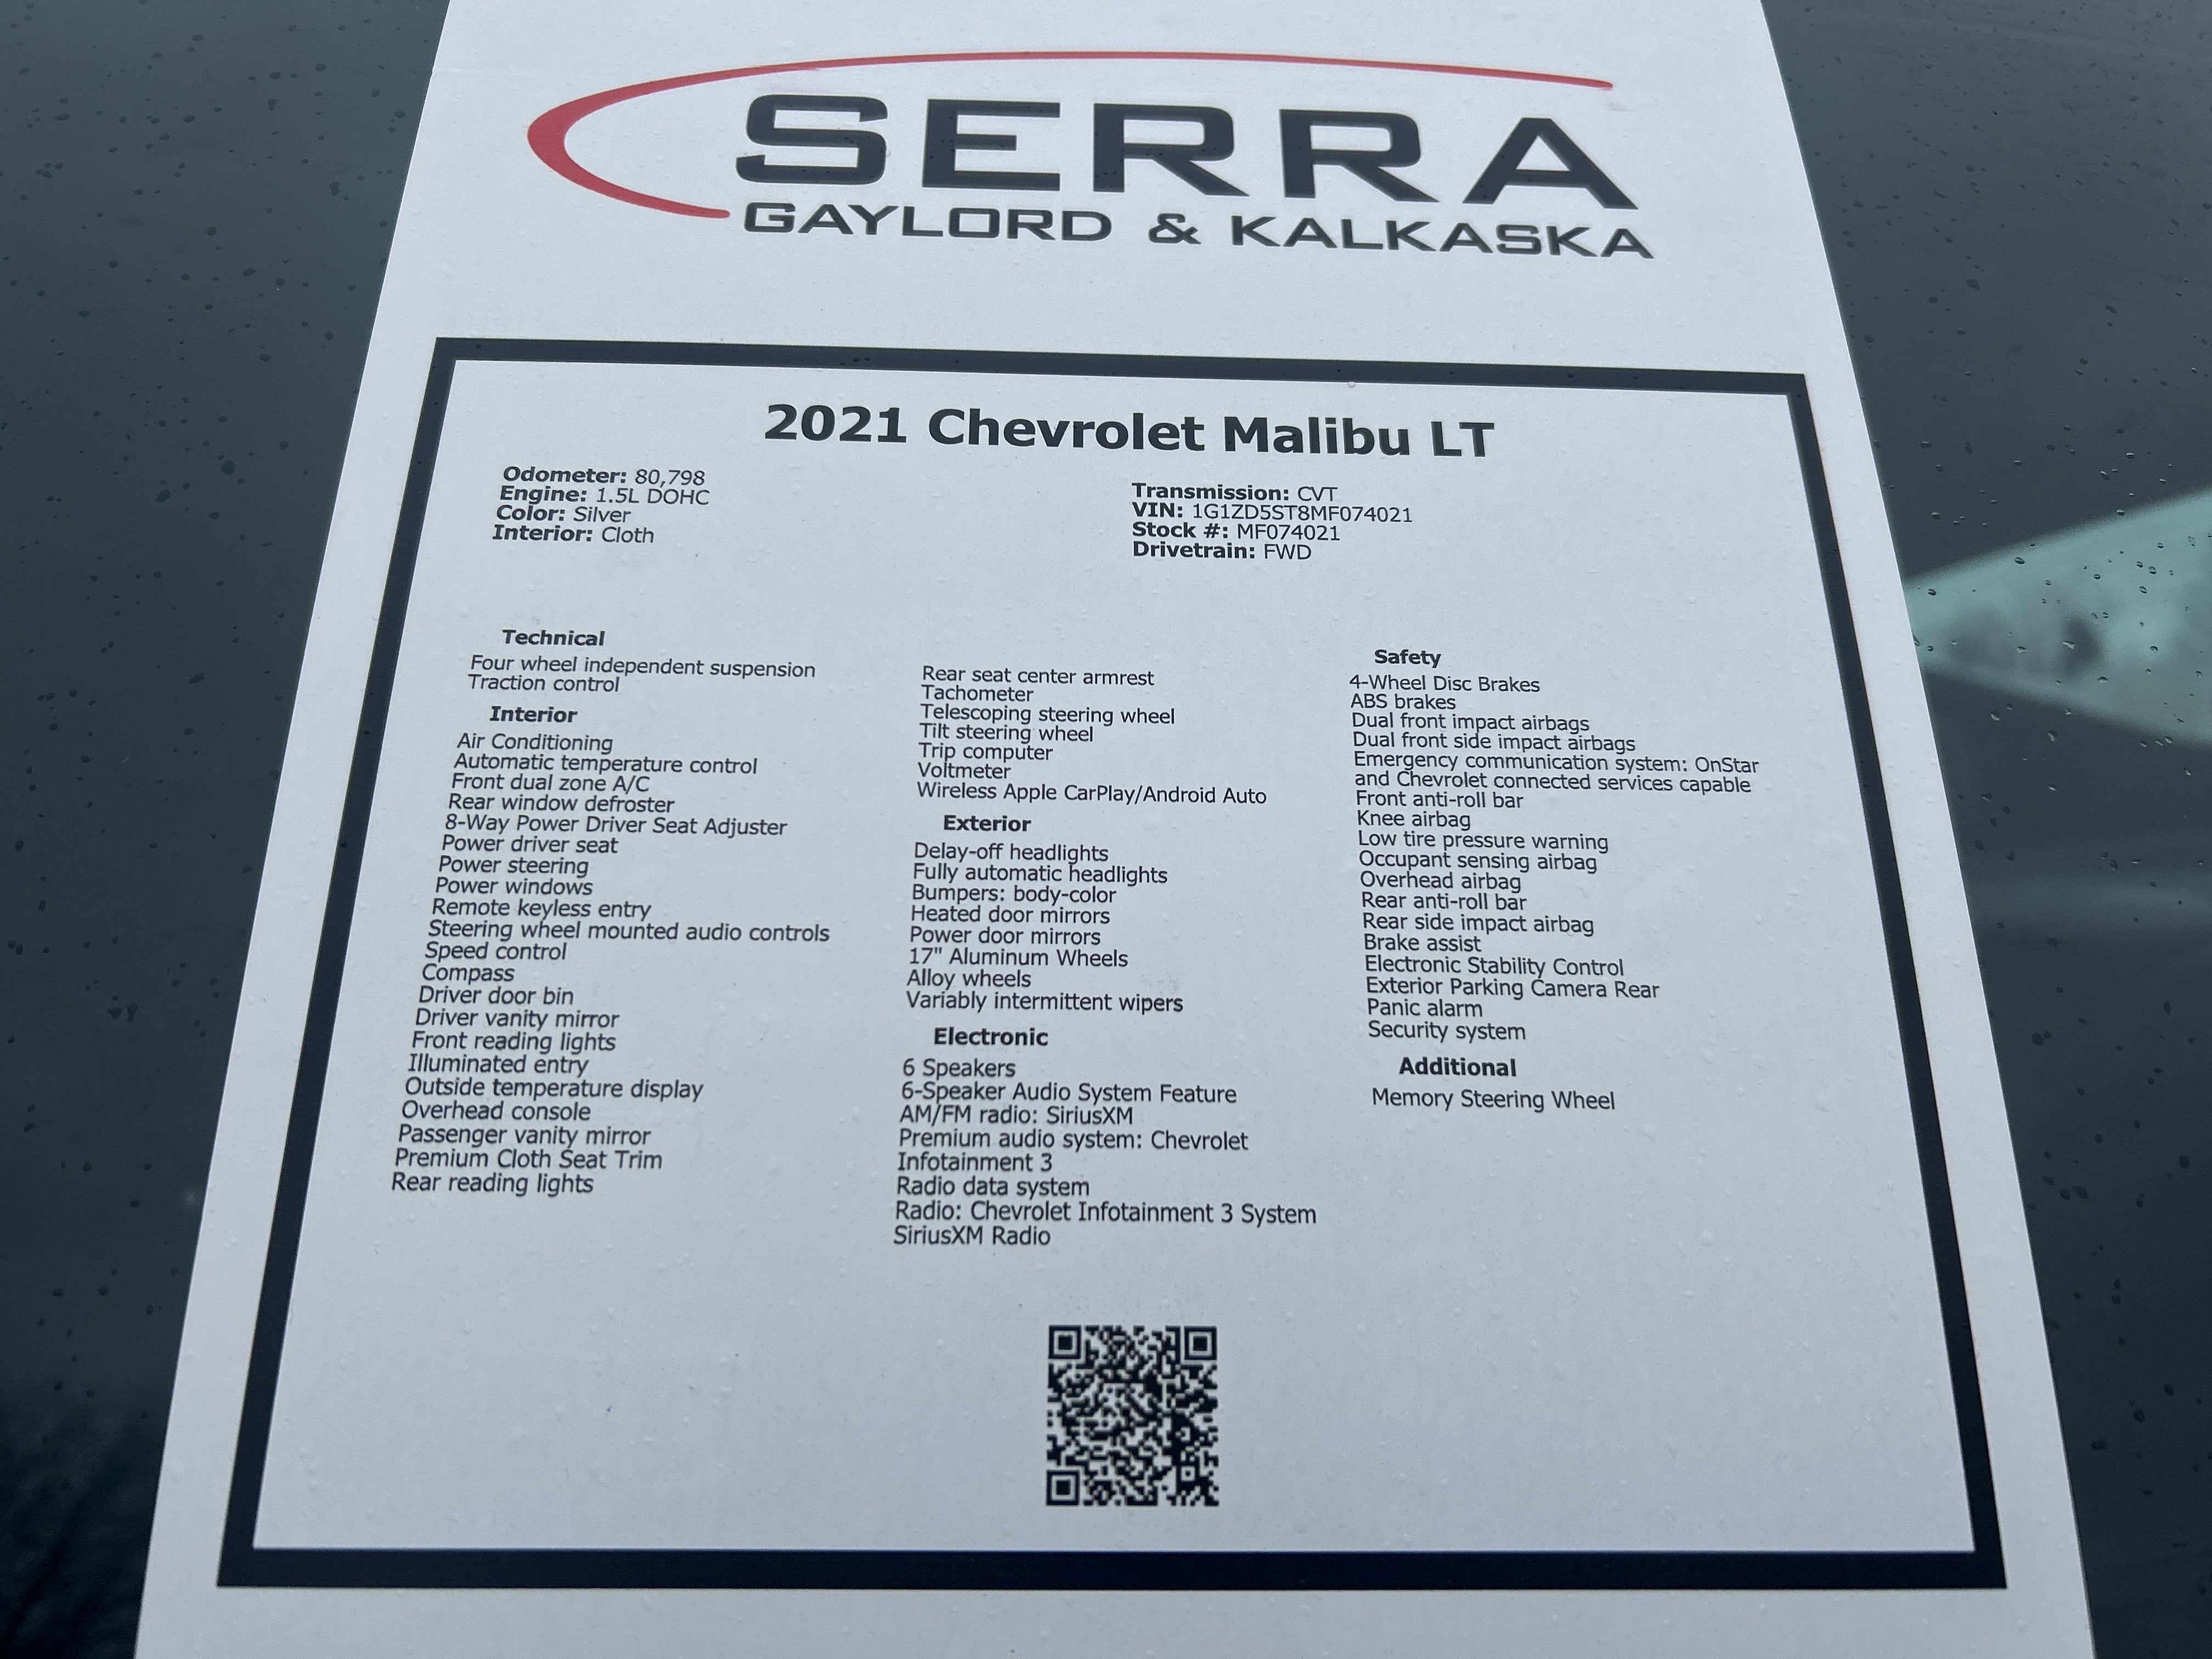 SERRA
GAYLORD & KALKASKA
2021 Chevrolet Malibu LT
Odometer: 80,798
Engine: 1.5L DOHC
Color: Silver
Interior: Cloth
Transmission: CVT
VIN: 1G1ZD5ST8MF074021
Stock #: MF074021
Drivetrain: FWD
Technical
Four wheel independent suspension
Traction control
Interior
Air Conditioning
Automatic temperature control
Front dual zone A/C
Rear window defroster
8-Way Power Driver Seat Adjuster
Power driver seat
Power steering
Power windows
Remote keyless entry
Steering wheel mounted audio controls
Speed control
Compass
Driver door bin
Driver vanity mirror
Front reading lights
Illuminated entry
Outside temperature display
Overhead console
Passenger vanity mirror
Premium Cloth Seat Trim
Rear reading lights
Rear seat center armrest
Tachometer
Telescoping steering wheel
Tilt steering wheel
Trip computer
Voltmeter
Wireless Apple CarPlay/Android Auto
Exterior
Delay-off headlights
Fully automatic headlights
Bumpers: body-color
Heated door mirrors
Power door mirrors
17" Aluminum Wheels
Alloy wheels
Variably intermittent wipers
Electronic
6 Speakers
6-Speaker Audio System Feature
AM/FM radio: SiriusXM
Premium audio system: Chevrolet
Infotainment 3
Radio data system
Radio: Chevrolet Infotainment 3 System
SiriusXM Radio
Safety
4-Wheel Disc Brakes
ABS brakes
Dual front impact airbags
Dual front side impact airbags
Emergency communication system: OnStar
and Chevrolet connected services capable
Front anti-roll bar
Knee airbag
Low tire pressure warning
Occupant sensing airbag
Overhead airbag
Rear anti-roll bar
Rear side impact airbag
Brake assist
Electronic Stability Control
Exterior Parking Camera Rear
Panic alarm
Security system
Additional
Memory Steering Wheel